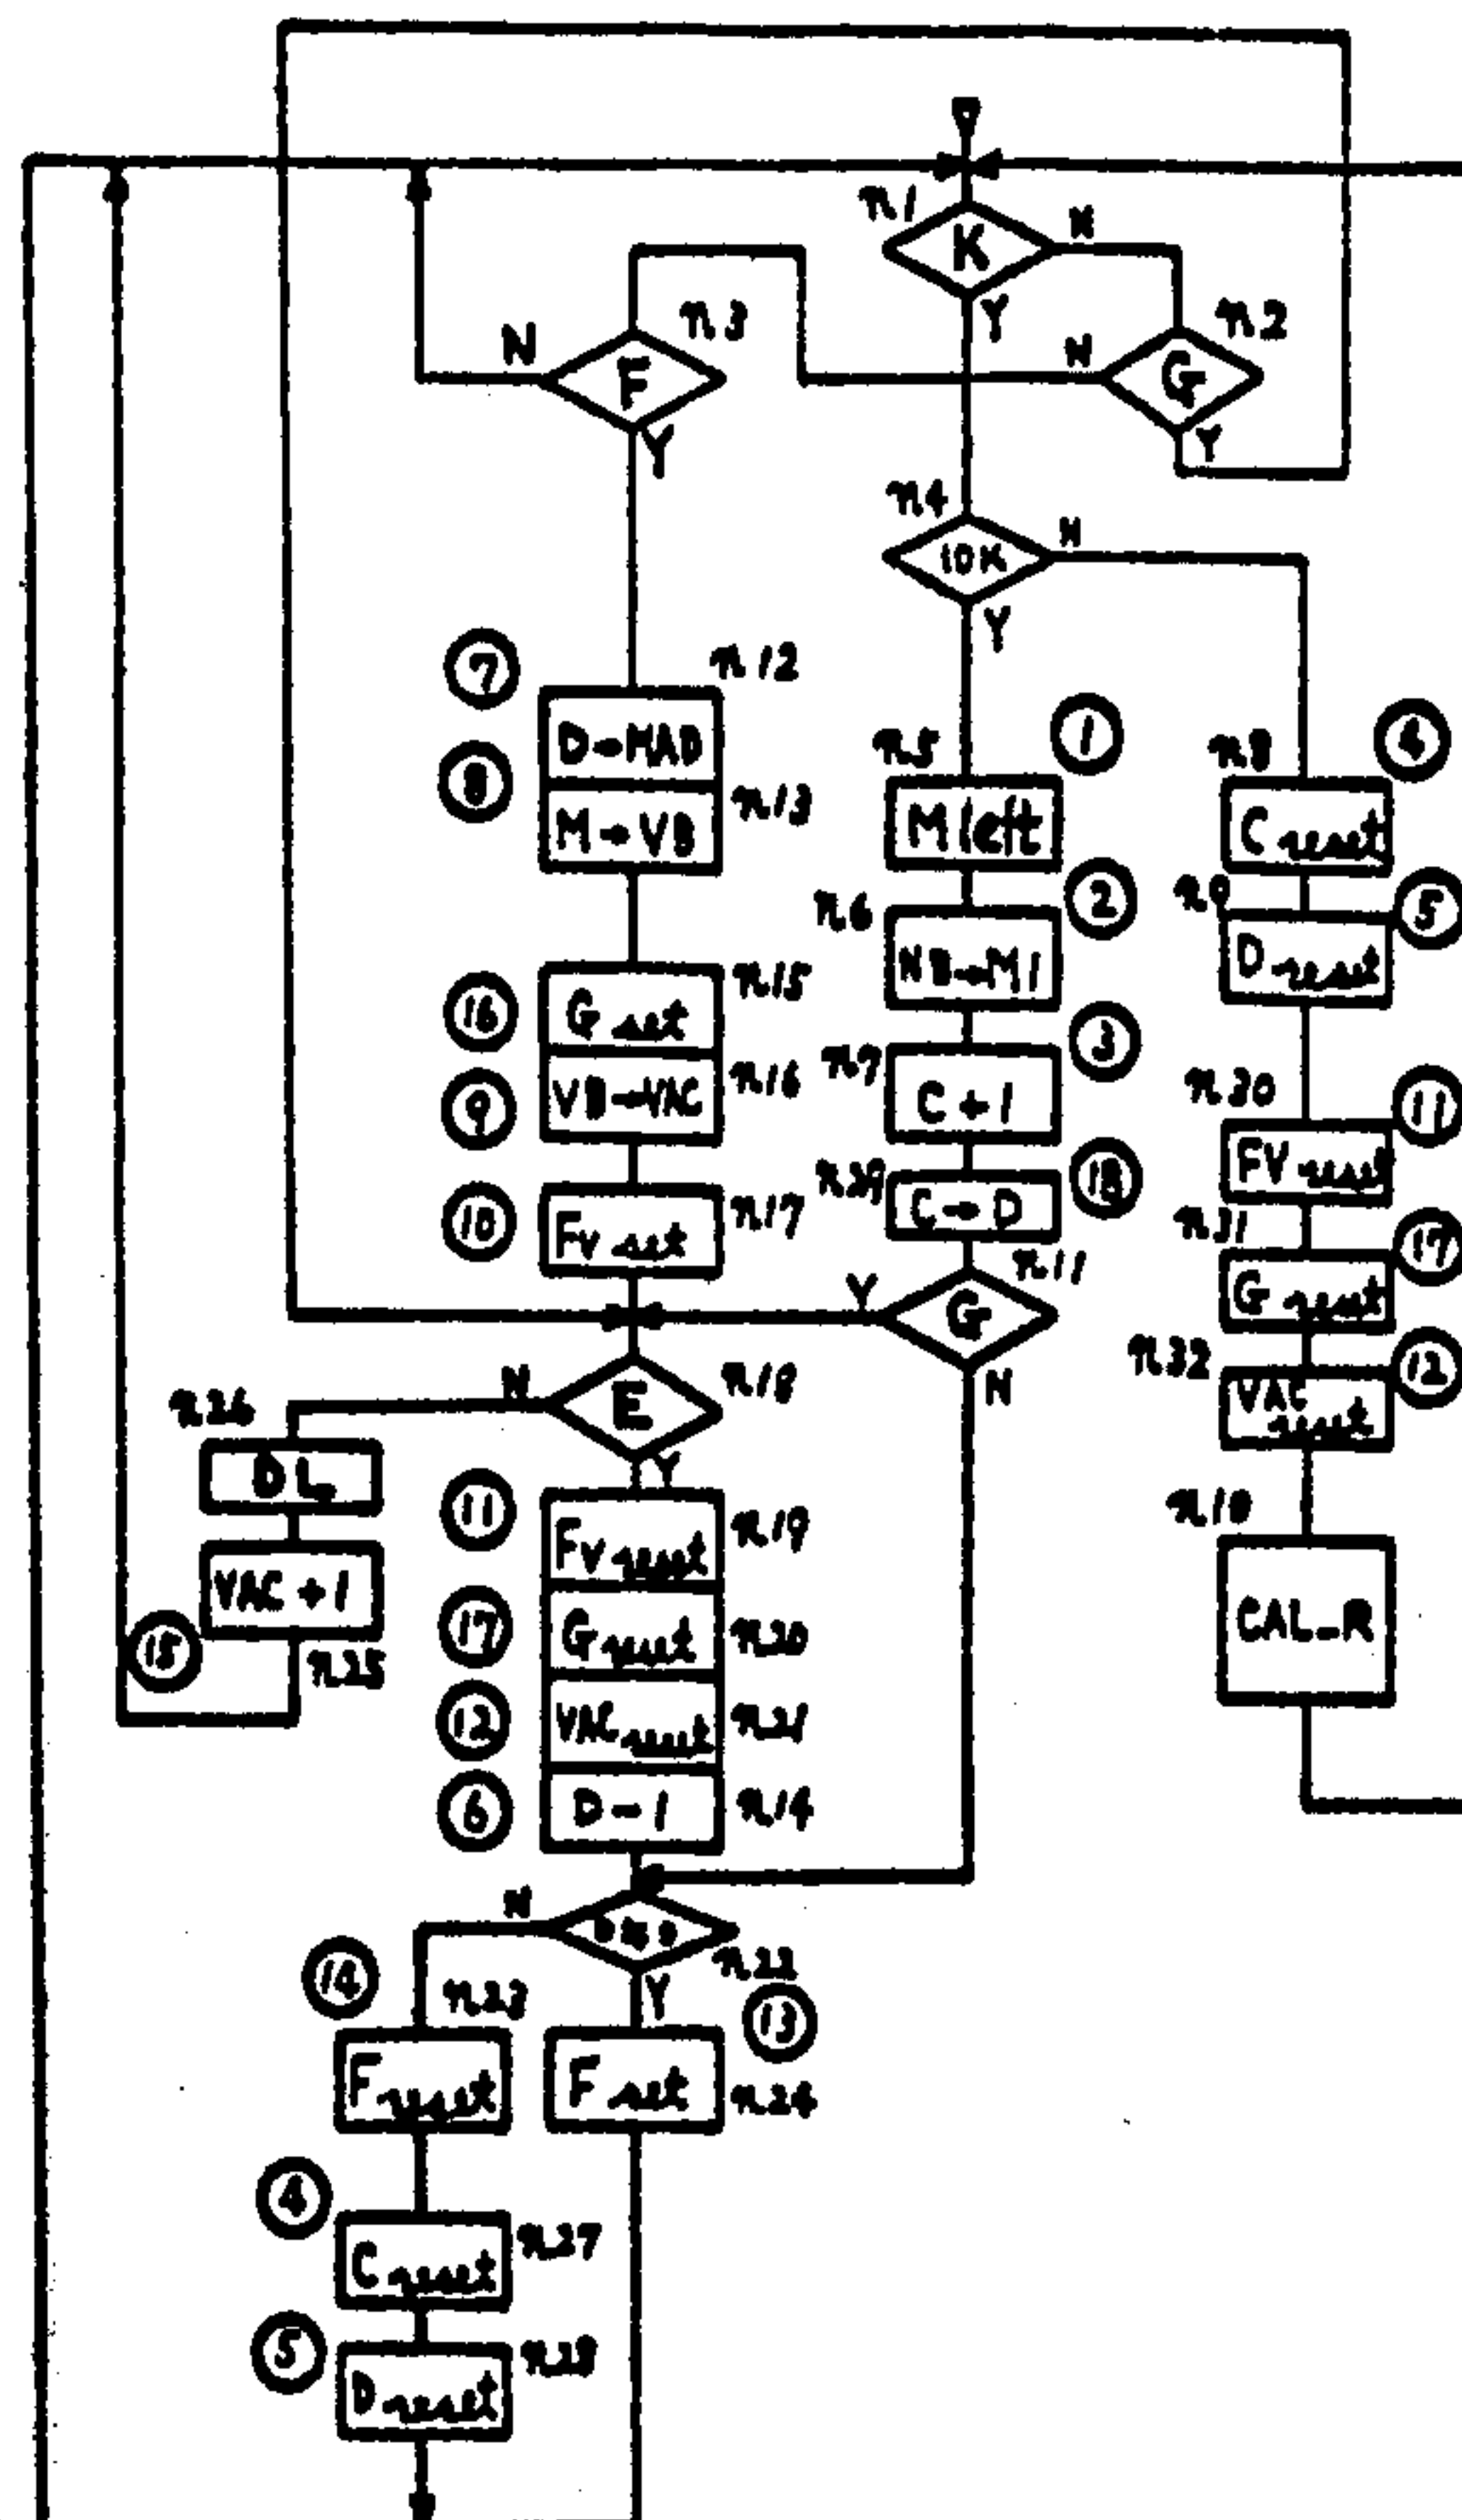 n1
K
N
Y
n2
G
N
Y
n3
F
N
Y
n4
10K
N
Y
⑦
n12
D→MAD
⑧
n13
M→VB
n5
①
M left
n6
②
NB→M1
n7
③
C+1
n29
⑱
C→D
n11
G
Y
N
n8
④
C reset
n9
⑤
D reset
n30
⑪
FV reset
n31
⑰
G reset
n32
⑫
VAC
reset
n10
CAL-R
⑯
n15
G set
⑨
n16
VB→VAC
⑩
n17
Fv set
n18
E
N
Y
n26
DL
VAC+1
⑮
n25
⑪
n19
Fv reset
⑰
n20
G reset
⑫
n21
VAC reset
⑥
n14
D-1
N
n22
Y
⑭
n23
F reset
⑬
F set
n24
④
n27
C reset
⑤
n28
D reset